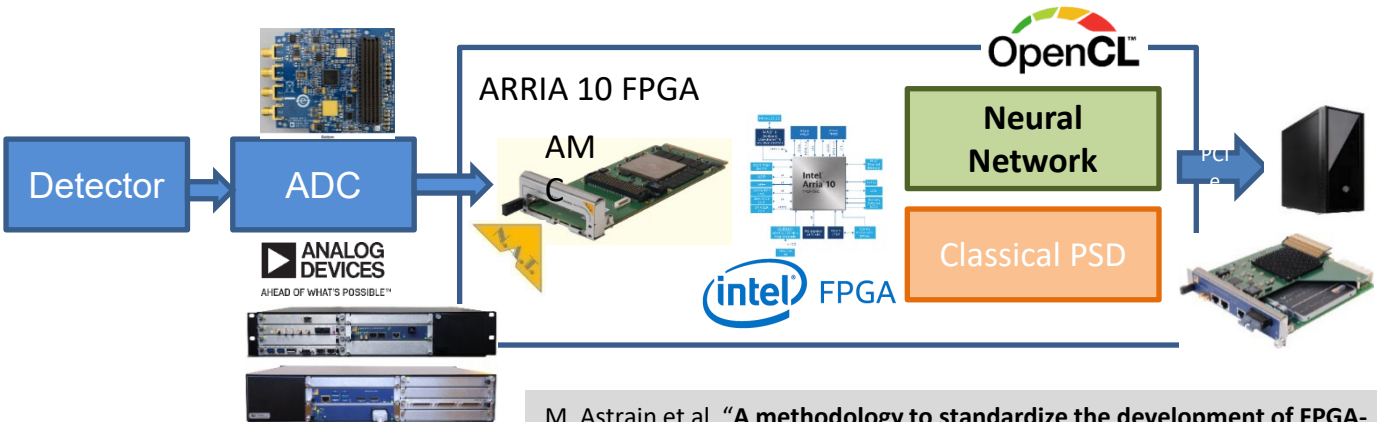 OpenCL™
ARRIA 10 FPGA
AM
C
Neural
Network
Detector
ADC
PCI
e
Intel
Arria 10
N.A.T.
Classical PSD
ANALOG
DEVICES
AHEAD OF WHAT'S POSSIBLE™
intel FPGA
M. Astrain et al. “A methodology to standardize the development of FPGA-